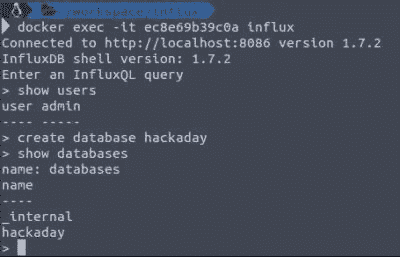 ~/workspace/influx
docker exec -it ec8e69b39c0a influx
Connected to http://localhost:8086 version 1.7.2
InfluxDB shell version: 1.7.2
Enter an InfluxQL query
> show users
user admin
---- -----
> create database hackaday
> show databases
name: databases
name
----
_internal
hackaday
>